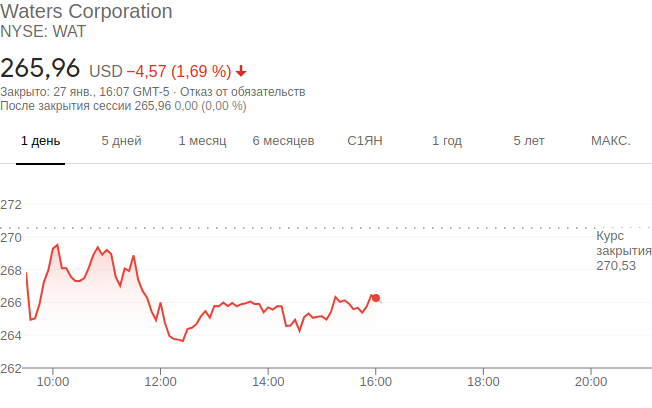 Waters Corporation
NYSE: WAT
265,96 USD −4,57 (1,69 %)
Закрыто: 27 янв., 16:07 GMT-5 · Отказ от обязательств
После закрытия сессии 265,96 0,00 (0,00 %)
1 день 5 дней 1 месяц 6 месяцев С1ЯН 1 год 5 лет МАКС.
272
270
268
266
264
262
Курс
закрытия
270,53
10:00 12:00 14:00 16:00 18:00 20:00